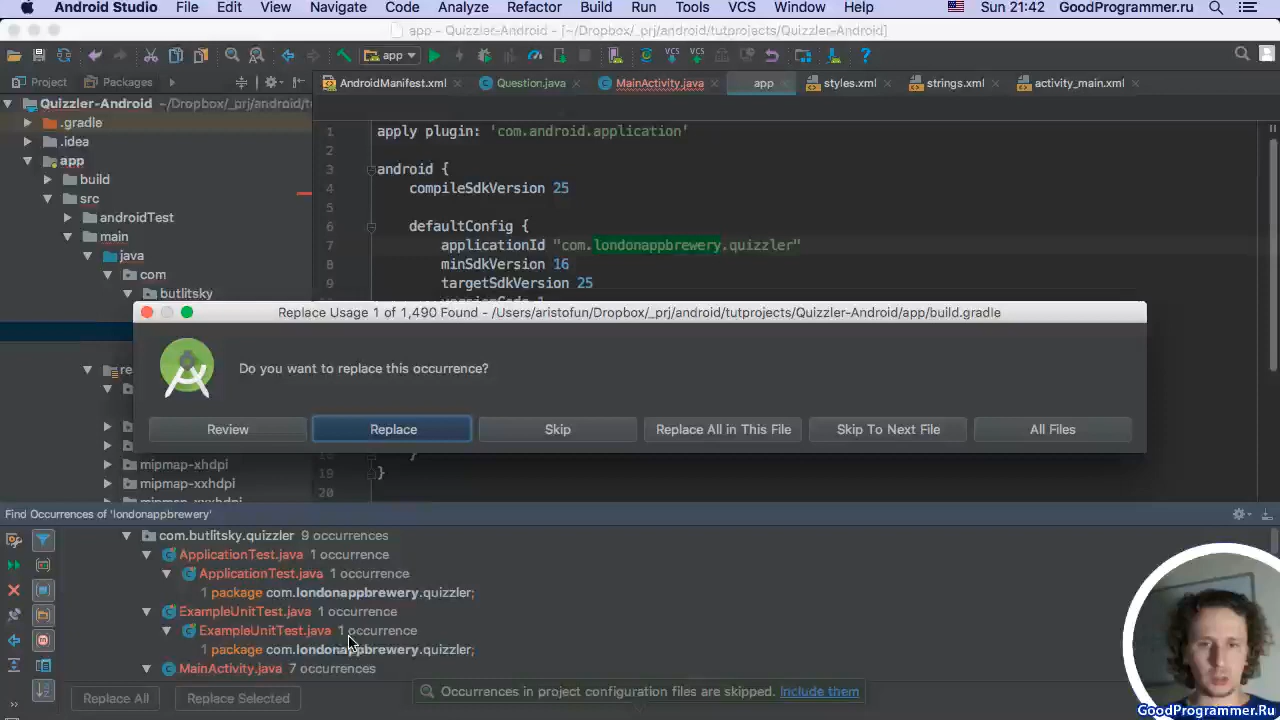 Android Studio File Edit View Navigate Code Analyze Refactor Build Run Tools VCS Window Help Sun 21:42 GoodProgrammer.ru
app - Quizzler-Android - [~/Dropbox/_prj/android/tutprojects/Quizzler-Android]
app VCS VCS ?
Project Packages AndroidManifest.xml Question.java MainActivity.java app styles.xml strings.xml activity_main.xml
Quizzler-Android ~/Dropbox/_prj/android/t
.gradle
.idea
app
build
src
androidTest
main
java
com
butlitsky
re
mipmap-xhdpi
mipmap-xxhdpi
1 apply plugin: 'com.android.application'
2
3 android {
4 compileSdkVersion 25
5
6 defaultConfig {
7 applicationId "com.londonappbrewery.quizzler"
8 minSdkVersion 16
9 targetSdkVersion 25
versionCode 1
}
19 }
20
Replace Usage 1 of 1,490 Found - /Users/aristofun/Dropbox/_prj/android/tutprojects/Quizzler-Android/app/build.gradle
Do you want to replace this occurrence?
Review Replace Skip Replace All in This File Skip To Next File All Files
Find Occurrences of 'londonappbrewery'
com.butlitsky.quizzler 9 occurrences
ApplicationTest.java 1 occurrence
ApplicationTest.java 1 occurrence
1 package com.londonappbrewery.quizzler;
ExampleUnitTest.java 1 occurrence
ExampleUnitTest.java 1 occurrence
1 package com.londonappbrewery.quizzler;
MainActivity.java 7 occurrences
Replace All Replace Selected
Occurrences in project configuration files are skipped. Include them
GoodProgrammer.Ru